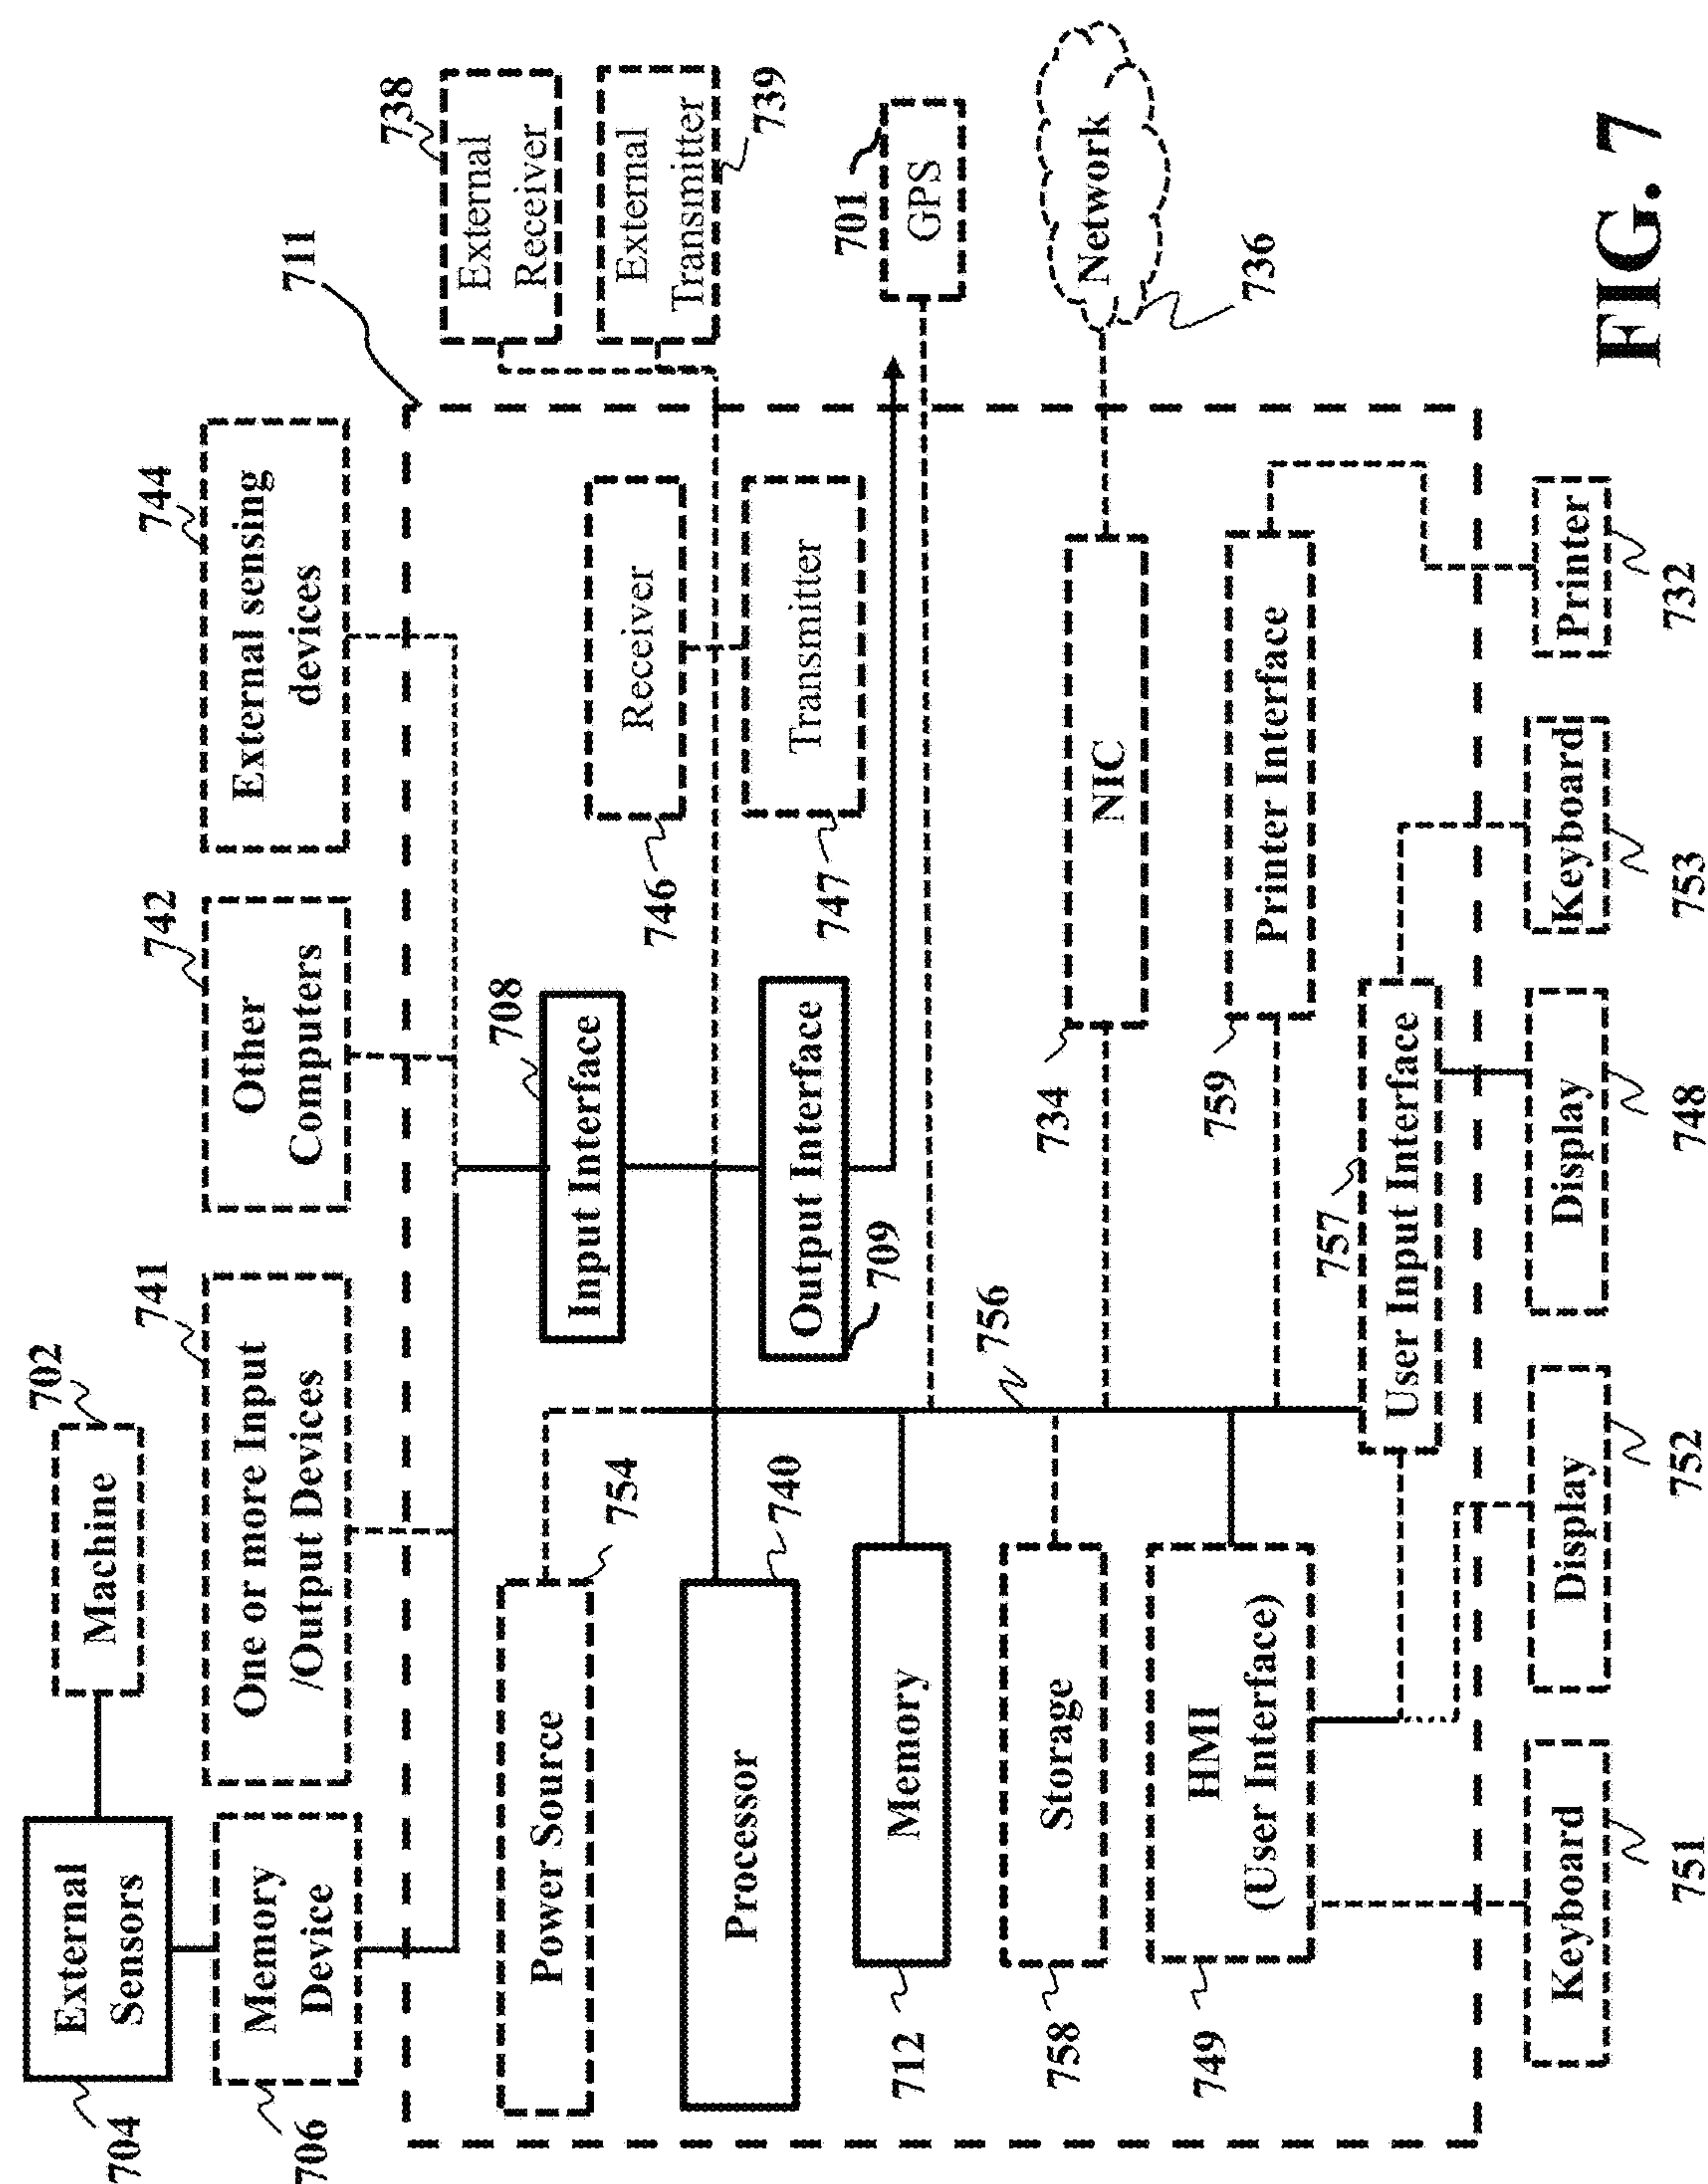 702
Machine
704
External
Sensors
706
Memory
Device
741
One or more Input
/Output Devices
742
Other
Computers
744
External sensing
devices
711
738
External
Receiver
External
Transmitter
739
701
GPS
Network
736
Power Source
754
Processor
740
Memory
712
Storage
758
HMI
(User Interface)
749
708
Input Interface
Output Interface
709
Receiver
746
Transmitter
747
756
NIC
734
Printer Interface
759
757
User Input Interface
Keyboard
751
Display
752
Display
748
Keyboard
753
Printer
732
FIG. 7